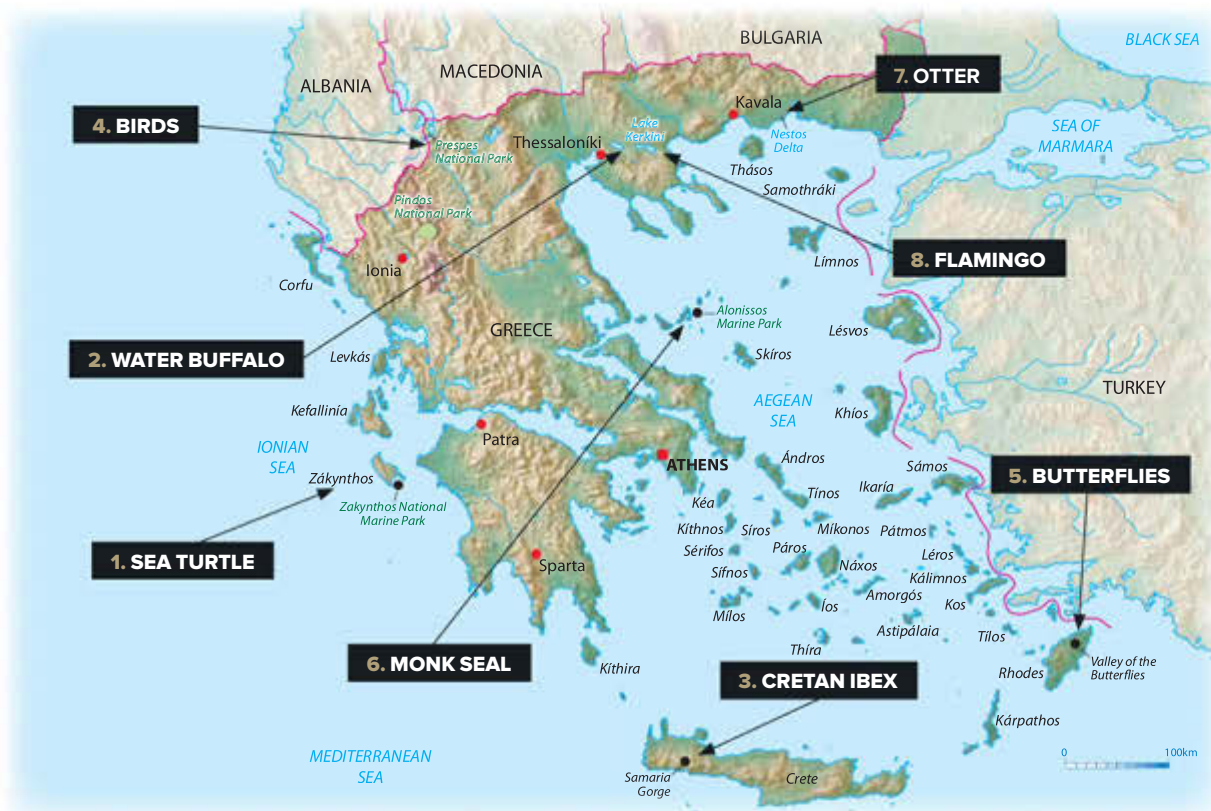 BULGARIA
BLACK SEA
MACEDONIA
ALBANIA
7. OTTER
Kavala
4. BIRDS
Lake
Kerkini
Nestos
Delta
SEA OF
MARMARA
Thessaloníki
Prespes
National Park
Thásos
Samothráki
Pindos
National Park
8. FLAMINGO
Límnos
Ionia
Corfu
Alonissos
Marine Park
GREECE
Lésvos
2. WATER BUFFALO
Levkás
Skíros
TURKEY
Kefallinía
AEGEAN
SEA
Khíos
Patra
IONIAN
SEA
ATHENS
Ándros
Sámos
5. BUTTERFLIES
Zákynthos
Zakynthos National
Marine Park
Kéa
Tínos
Ikaría
Kíthnos
Síros
Míkonos
Pátmos
1. SEA TURTLE
Sérifos
Páros
Léros
Sparta
Sífnos
Náxos
Kálimnos
Amorgós
Kos
Mílos
Íos
Astipálaia
Tílos
Thíra
6. MONK SEAL
Kíthira
3. CRETAN IBEX
Rhodes
Valley of the
Butterflies
Kárpathos
MEDITERRANEAN
SEA
0 100km
Samaria
Gorge
Crete